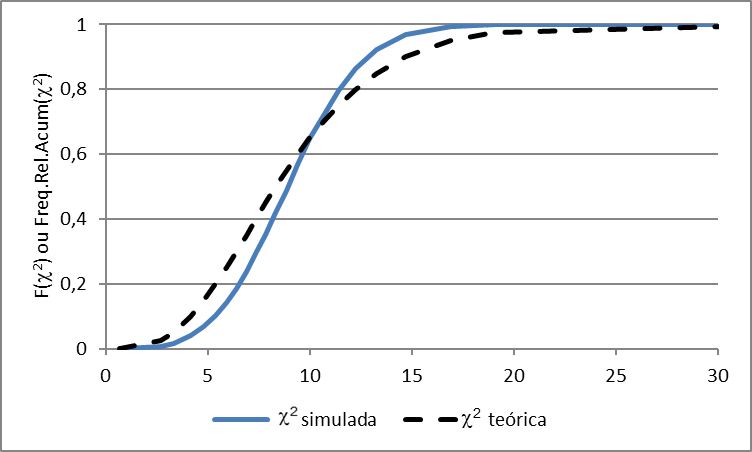 F(χ²) ou Freq.Rel.Acum(χ²)
1
0,8
0,6
0,4
0,2
0
0 5 10 15 20 25 30
χ² simulada χ² teórica